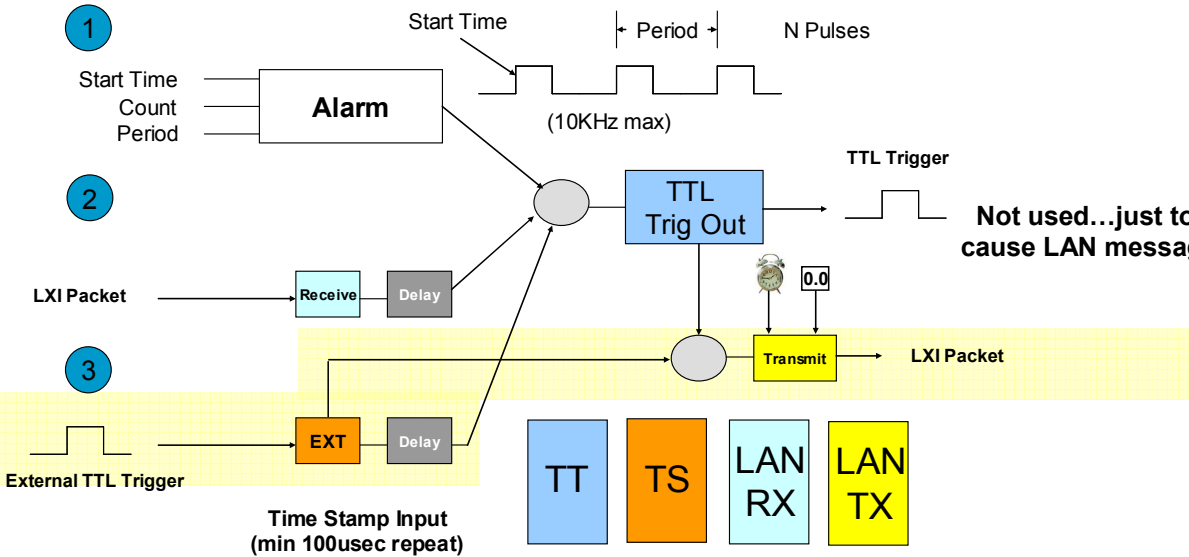 1
Start Time
Period
N Pulses
Start Time
Count
Period
Alarm
(10KHz max)
2
TTL
Trig Out
TTL Trigger
Not used…just to
cause LAN messag
LXI Packet
Receive
Delay
0.0
3
Transmit
LXI Packet
EXT
Delay
External TTL Trigger
Time Stamp Input
(min 100usec repeat)
TT
TS
LAN
RX
LAN
TX